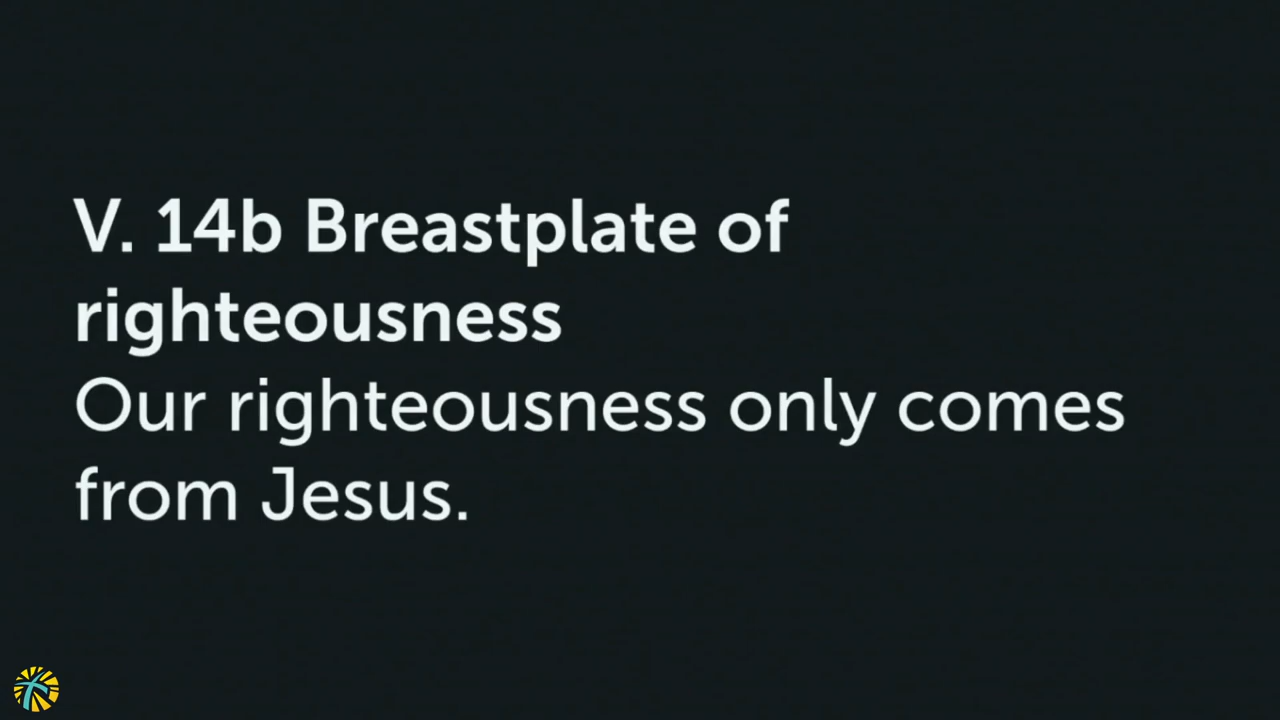 V. 14b Breastplate of
righteousness
Our righteousness only comes
from Jesus.